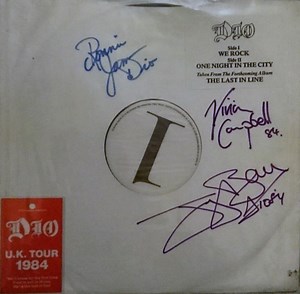 DIO
Side I
WE ROCK
Side II
ONE NIGHT IN THE CITY
Taken From The Forthcoming Album
THE LAST IN LINE
Ronnie
James
Dio
Vivian
Campbell
84.
I
DIO
U.K. TOUR
1984